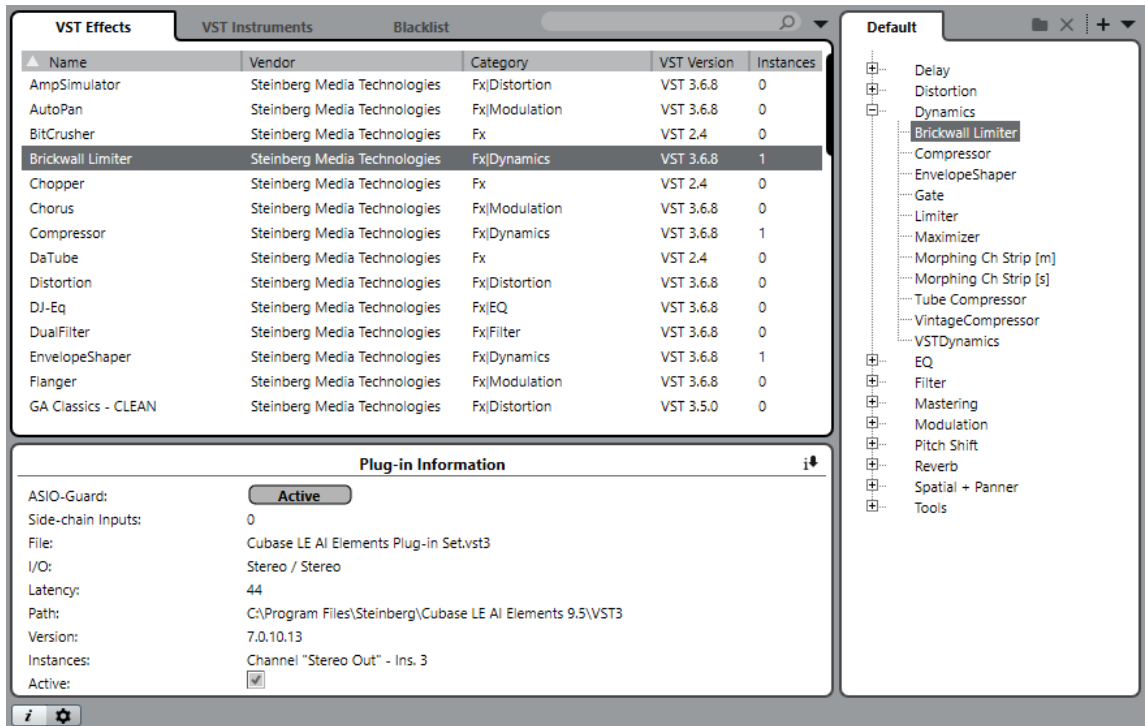 VST Effects VST Instruments Blacklist
Name Vendor Category VST Version Instances
AmpSimulator Steinberg Media Technologies Fx|Distortion VST 3.6.8 0
AutoPan Steinberg Media Technologies Fx|Modulation VST 3.6.8 0
BitCrusher Steinberg Media Technologies Fx VST 2.4 0
Brickwall Limiter Steinberg Media Technologies Fx|Dynamics VST 3.6.8 1
Chopper Steinberg Media Technologies Fx VST 2.4 0
Chorus Steinberg Media Technologies Fx|Modulation VST 3.6.8 0
Compressor Steinberg Media Technologies Fx|Dynamics VST 3.6.8 1
DaTube Steinberg Media Technologies Fx VST 2.4 0
Distortion Steinberg Media Technologies Fx|Distortion VST 3.6.8 0
DJ-Eq Steinberg Media Technologies Fx|EQ VST 3.6.8 0
DualFilter Steinberg Media Technologies Fx|Filter VST 3.6.8 0
EnvelopeShaper Steinberg Media Technologies Fx|Dynamics VST 3.6.8 1
Flanger Steinberg Media Technologies Fx|Modulation VST 3.6.8 0
GA Classics - CLEAN Steinberg Media Technologies Fx|Distortion VST 3.5.0 0
Plug-in Information
ASIO-Guard: Active
Side-chain Inputs: 0
File: Cubase LE AI Elements Plug-in Set.vst3
I/O: Stereo / Stereo
Latency: 44
Path: C:\Program Files\Steinberg\Cubase LE AI Elements 9.5\VST3
Version: 7.0.10.13
Instances: Channel "Stereo Out" - Ins. 3
Active:
i
Default
Delay
Distortion
Dynamics
Brickwall Limiter
Compressor
EnvelopeShaper
Gate
Limiter
Maximizer
Morphing Ch Strip [m]
Morphing Ch Strip [s]
Tube Compressor
VintageCompressor
VSTDynamics
EQ
Filter
Mastering
Modulation
Pitch Shift
Reverb
Spatial + Panner
Tools